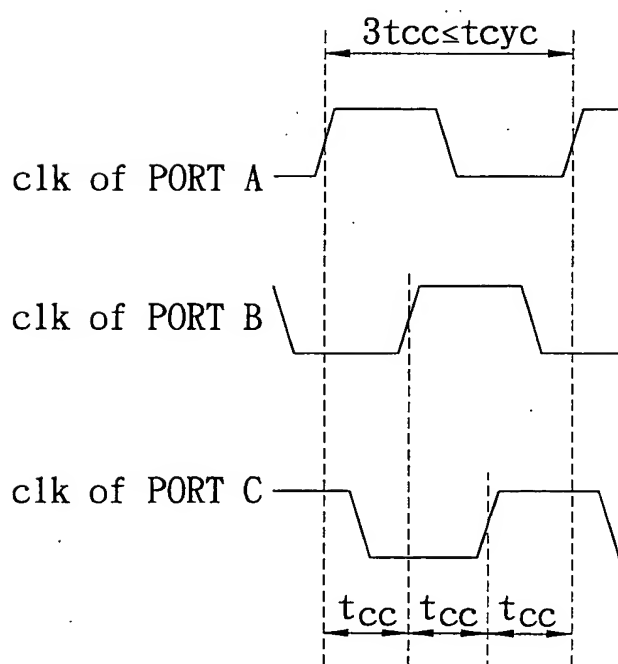 3tcc≤tcyc
clk of PORT A
clk of PORT B
clk of PORT C
tcc tcc tcc